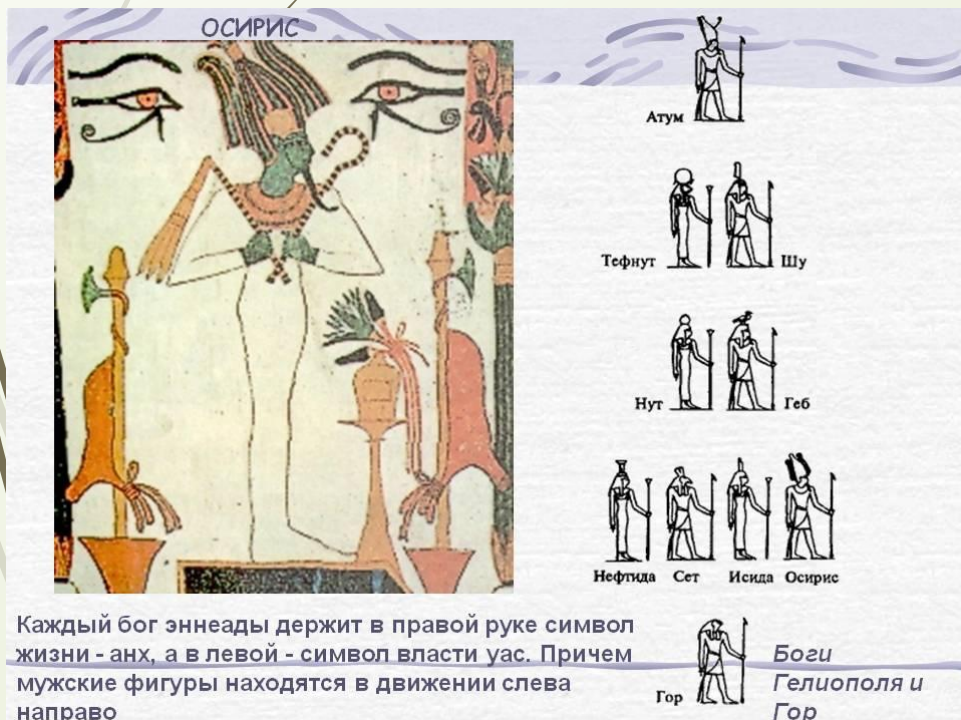 ОСИРИС
Атум
Тефнут Шу
Нут Геб
Нефтида Сет Исида Осирис
Каждый бог эннеады держит в правой руке символ
жизни - анх, а в левой - символ власти уас. Причем
мужские фигуры находятся в движении слева
направо
Гор
Боги
Гелиополя и
Гор